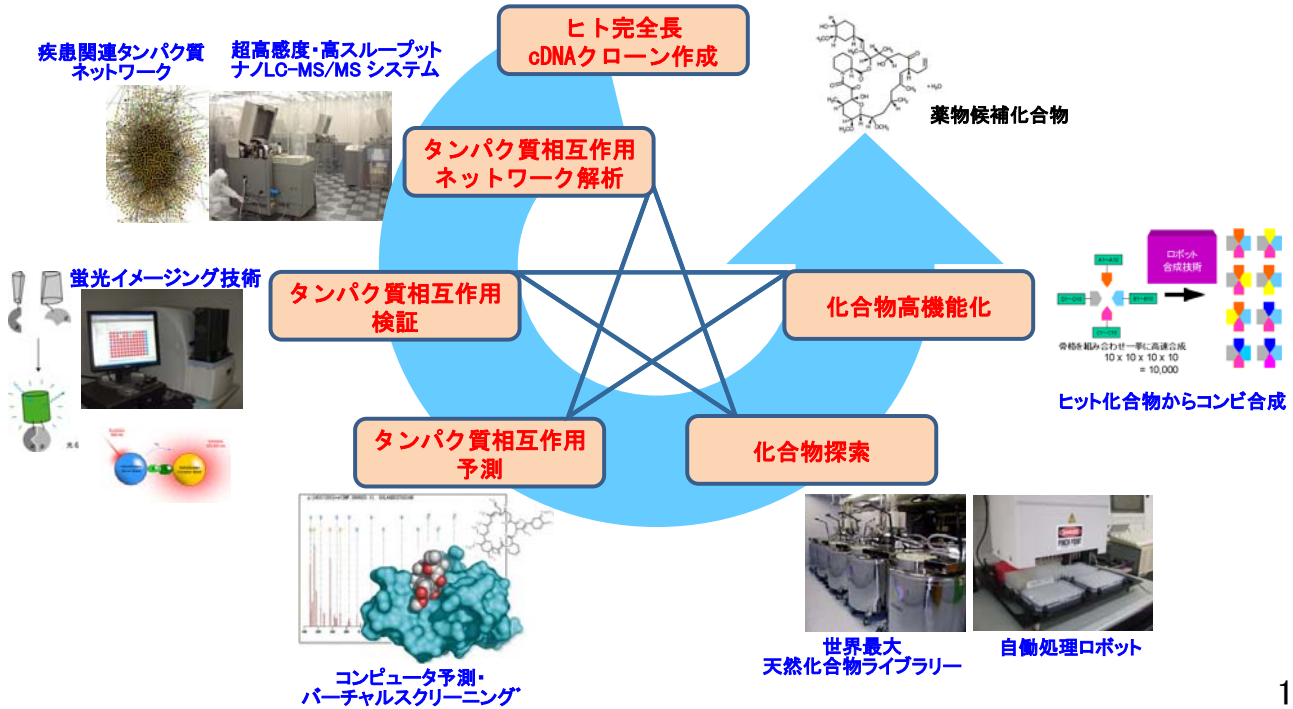 ヒト完全長
cDNAクローン作成
疾患関連タンパク質
ネットワーク
超高感度・高スループット
ナノLC-MS/MS システム
薬物候補化合物
タンパク質相互作用
ネットワーク解析
蛍光イメージング技術
タンパク質相互作用
検証
化合物高機能化
ロボット
合成技術
骨格を組み合わせ一挙に高速合成
10 x 10 x 10 x 10
= 10,000
ヒット化合物からコンビ合成
タンパク質相互作用
予測
化合物探索
光る
DANGER
PINCH POINT
コンピュータ予測・
バーチャルスクリーニング
世界最大
天然化合物ライブラリー
自働処理ロボット
1